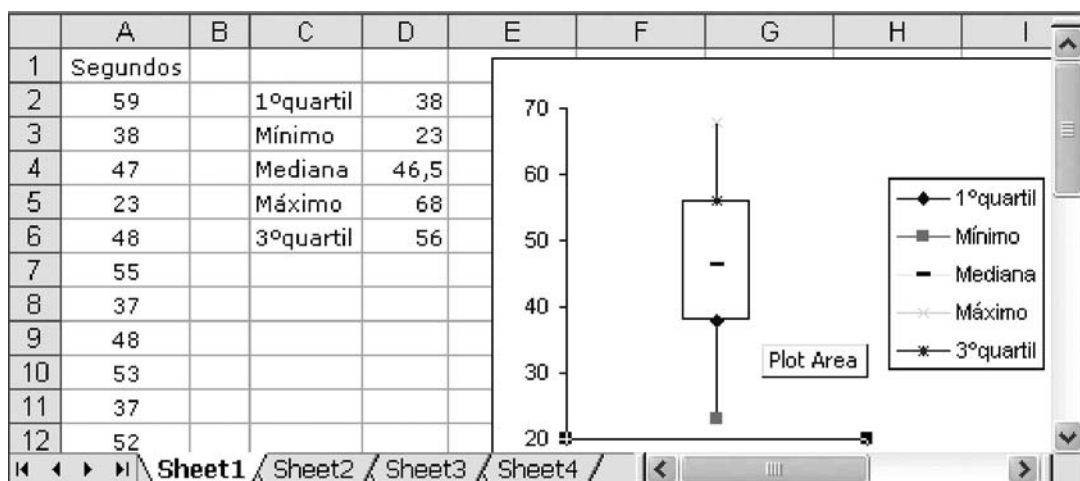 A B C D E F G H I
1 Segundos
2 59 1ºquartil 38
3 38 Mínimo 23
4 47 Mediana 46,5
5 23 Máximo 68
6 48 3ºquartil 56
7 55
8 37
9 48
10 53
11 37
12 52
70
60
50
40
30
20
1ºquartil
Mínimo
Mediana
Máximo
3ºquartil
Plot Area
Sheet1 Sheet2 Sheet3 Sheet4